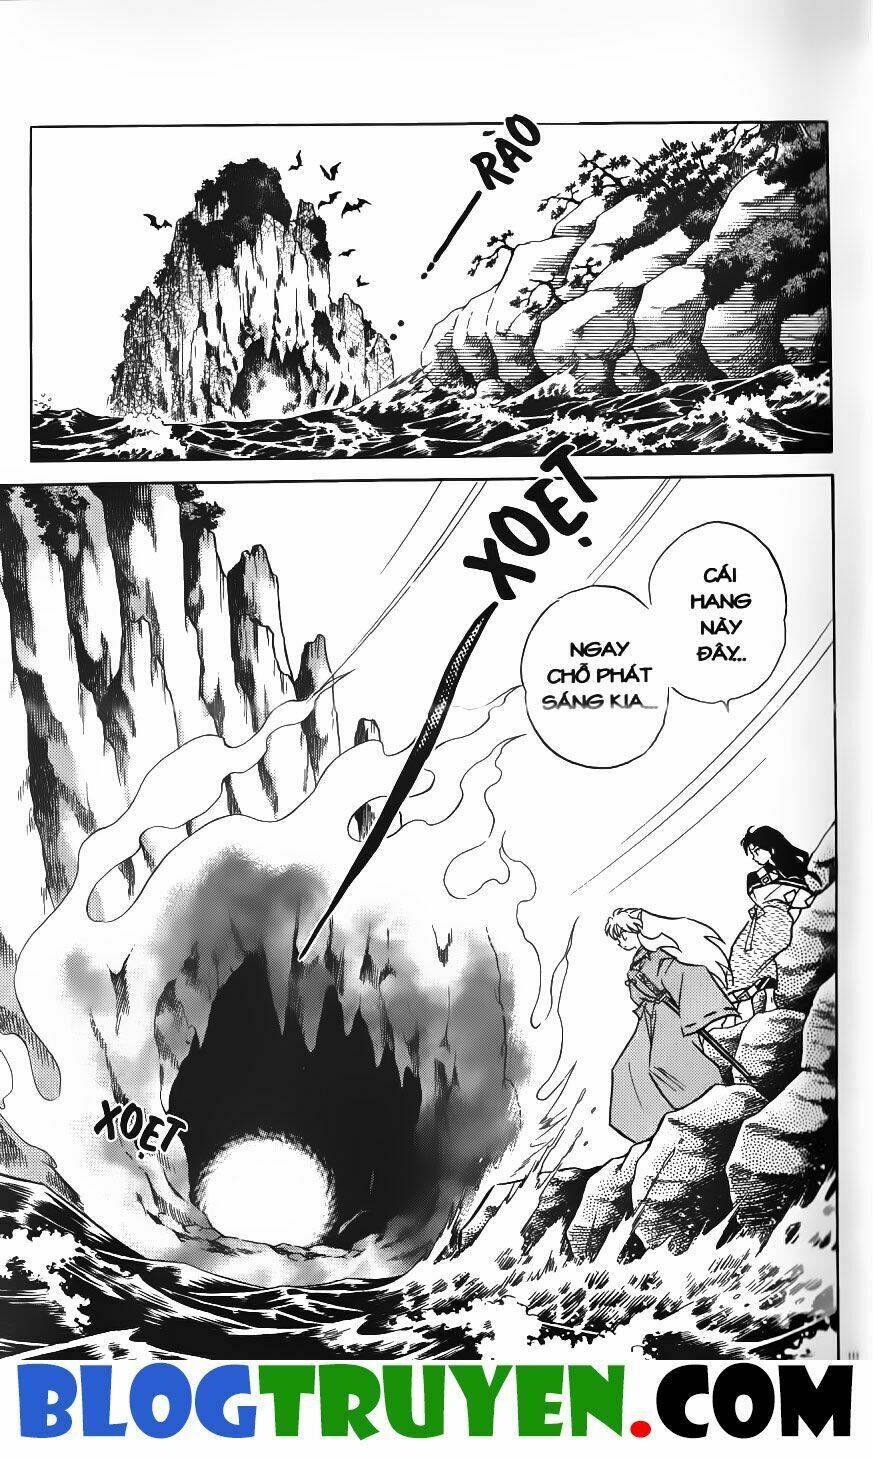 RÀO
XOẸT
CÁI
HANG
NÀY
ĐÂY...
NGAY
CHỖ PHÁT
SÁNG KIA...
XOẸT
BLOGTRUYEN.COM